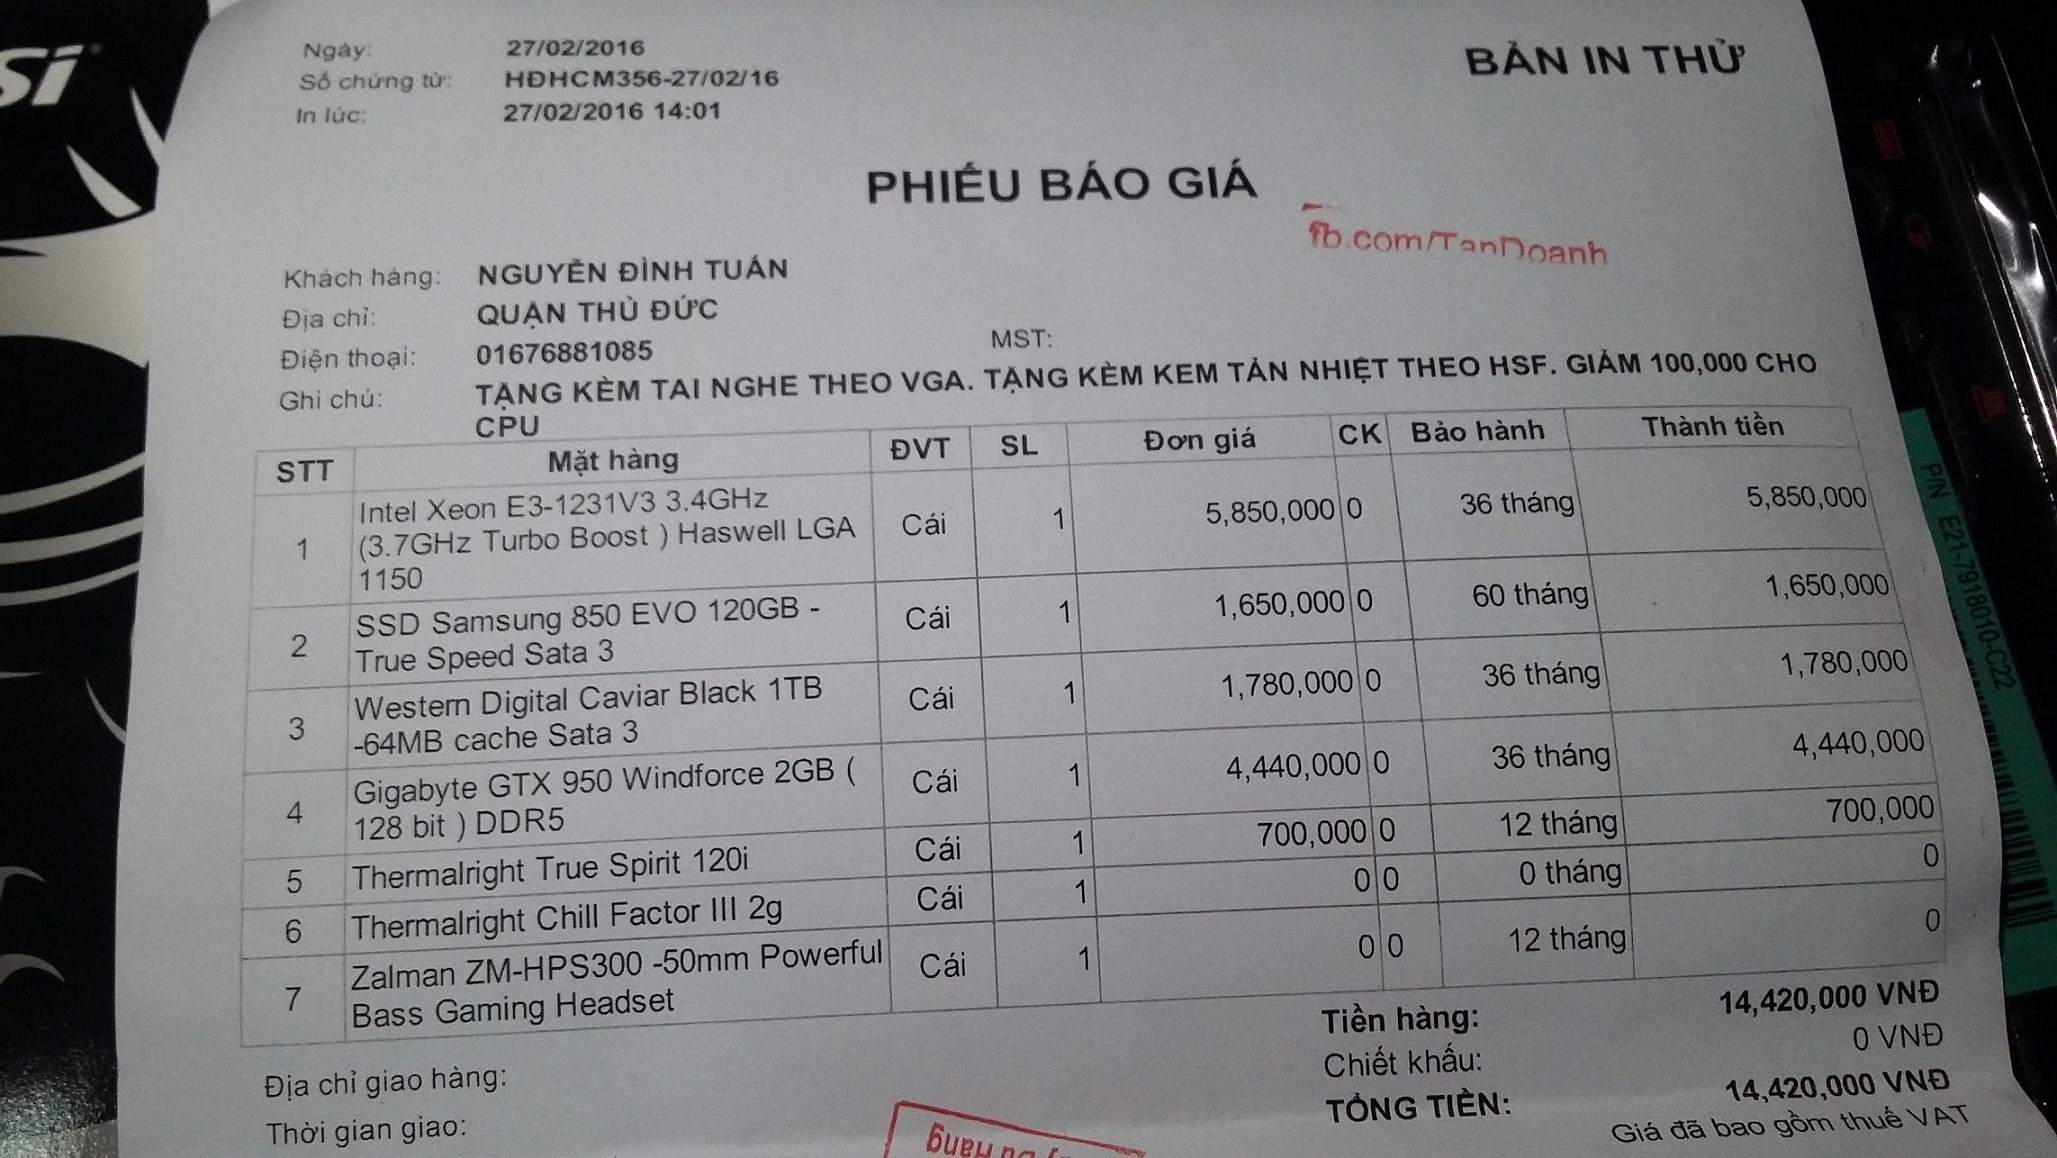 Si
Ngày: 27/02/2016
Số chứng từ: HĐHCM356-27/02/16
In lúc: 27/02/2016 14:01
BẢN IN THỬ
PHIẾU BÁO GIÁ
fb.com/TanDoanh
Khách hàng: NGUYỄN ĐÌNH TUẤN
Địa chỉ: QUẬN THỦ ĐỨC
Điện thoại: 01676881085 MST:
Ghi chú: TẶNG KÈM TAI NGHE THEO VGA. TẶNG KÈM KEM TẢN NHIỆT THEO HSF. GIẢM 100,000 CHO
CPU
STT Mặt hàng ĐVT SL Đơn giá CK Bảo hành Thành tiền
1 Intel Xeon E3-1231V3 3.4GHz
(3.7GHz Turbo Boost ) Haswell LGA
1150 Cái 1 5,850,000 0 36 tháng 5,850,000
2 SSD Samsung 850 EVO 120GB -
True Speed Sata 3 Cái 1 1,650,000 0 60 tháng 1,650,000
3 Western Digital Caviar Black 1TB
-64MB cache Sata 3 Cái 1 1,780,000 0 36 tháng 1,780,000
4 Gigabyte GTX 950 Windforce 2GB (
128 bit ) DDR5 Cái 1 4,440,000 0 36 tháng 4,440,000
5 Thermalright True Spirit 120i Cái 1 700,000 0 12 tháng 700,000
6 Thermalright Chill Factor III 2g Cái 1 0 0 0 tháng 0
7 Zalman ZM-HPS300 -50mm Powerful
Bass Gaming Headset Cái 1 0 0 12 tháng 0
Tiền hàng: 14,420,000 VNĐ
Chiết khấu: 0 VNĐ
TỔNG TIỀN: 14,420,000 VNĐ
Giá đã bao gồm thuế VAT
Địa chỉ giao hàng:
Thời gian giao:
P/N E21-7918010-C22